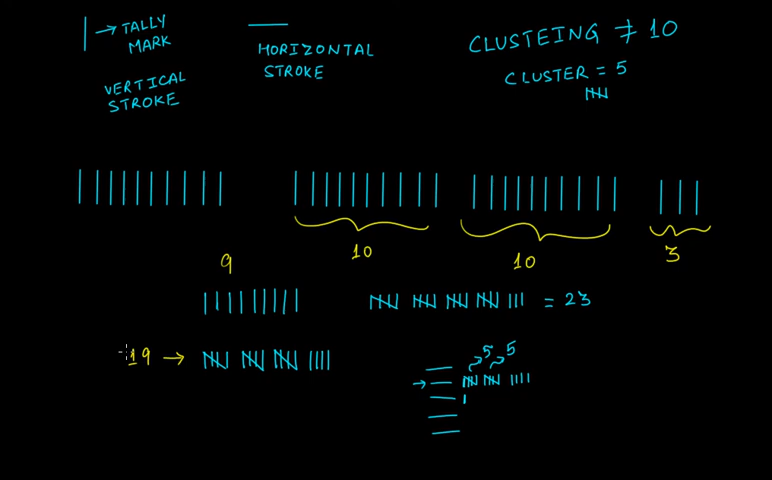 → TALLY
MARK
VERTICAL
STROKE
HORIZONTAL
STROKE
CLUSTEING ≠ 10
CLUSTER = 5
10
10
3
9
= 23
19 →
5 5
→